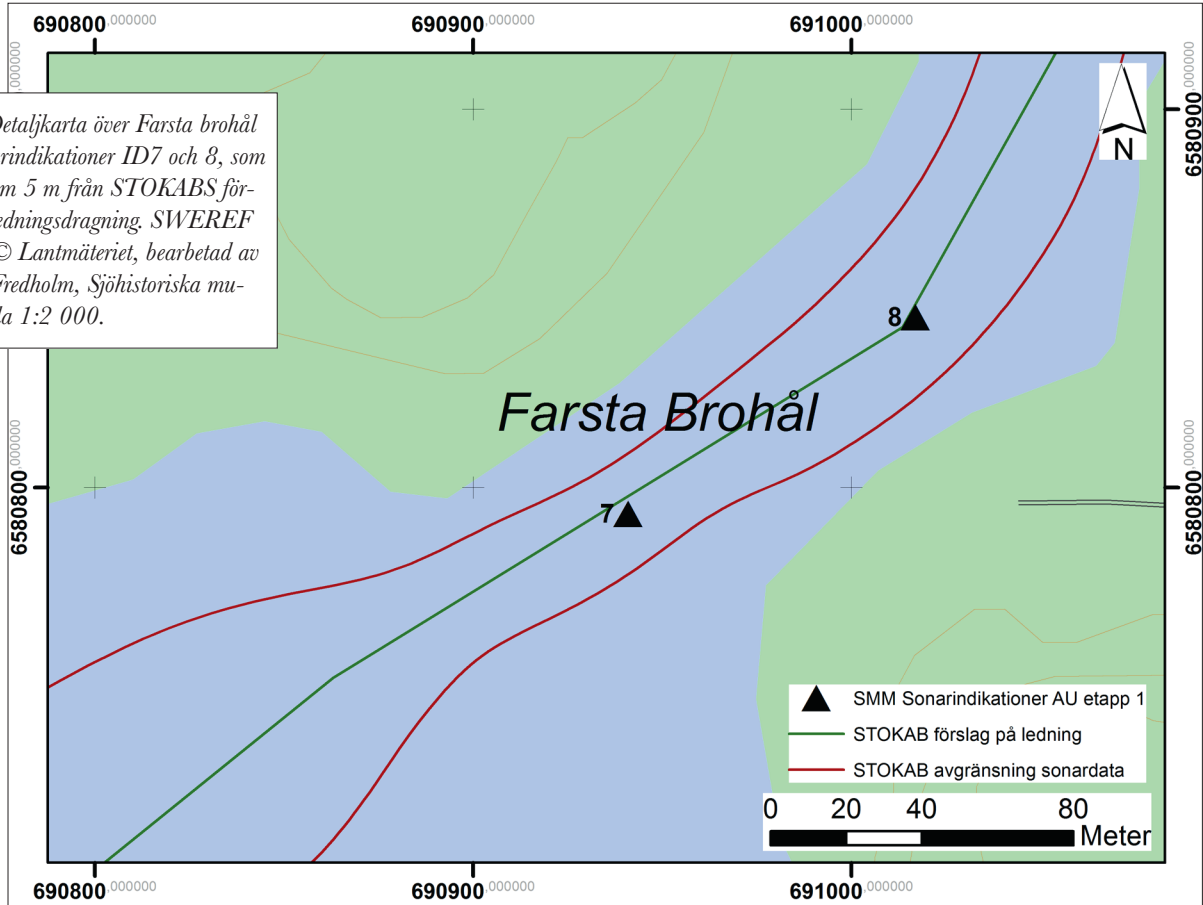 690800,000000 690900,000000 691000,000000
Detaljkarta över Farsta brohål
rindikationer ID7 och 8, som
m 5 m från STOKABS för-
edningsdragning. SWEREF
© Lantmäteriet, bearbetad av
Fredholm, Sjöhistoriska mu-
la 1:2 000.
N
6580900,000000
8
Farsta Brohål
6580800,000000
6580800,000000
7
SMM Sonarindikationer AU etapp 1
STOKAB förslag på ledning
STOKAB avgränsning sonardata
0 20 40 80
Meter
690800,000000 690900,000000 691000,000000